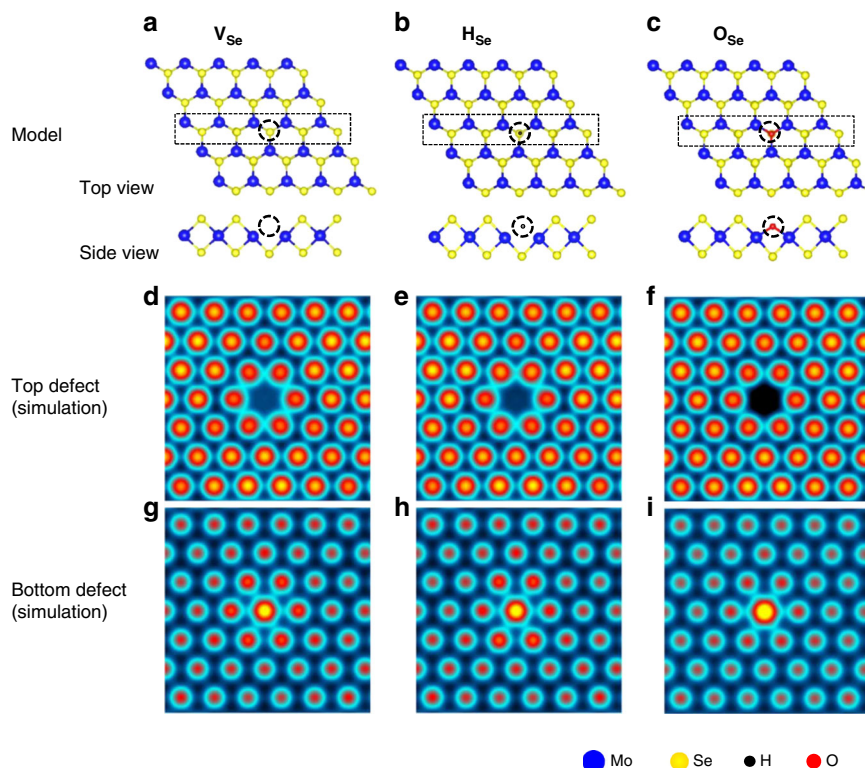 a b c
V_Se H_Se O_Se
Model
Top view
Side view
d e f
Top defect
(simulation)
g h i
Bottom defect
(simulation)
Mo Se H O